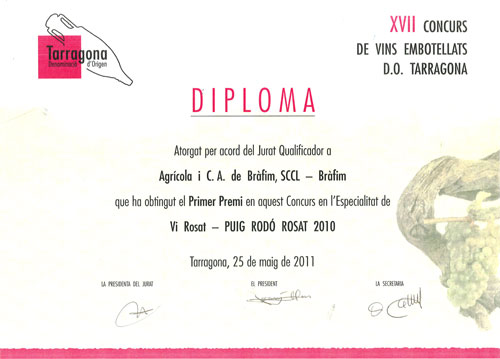 Tarragona
Denominació d'Origen
XVII CONCURS
DE VINS EMBOTELLATS
D.O. TARRAGONA
DIPLOMA
Atorgat per acord del Jurat Qualificador a
Agrícola i C. A. de Bràfim, SCCL – Bràfim
que ha obtingut el Primer Premi en aquest Concurs en l'Especialitat de
Vi Rosat – PUIG RODÓ ROSAT 2010
Tarragona, 25 de maig de 2011
LA PRESIDENTA DEL JURAT
EL PRESIDENT
LA SECRETARIA